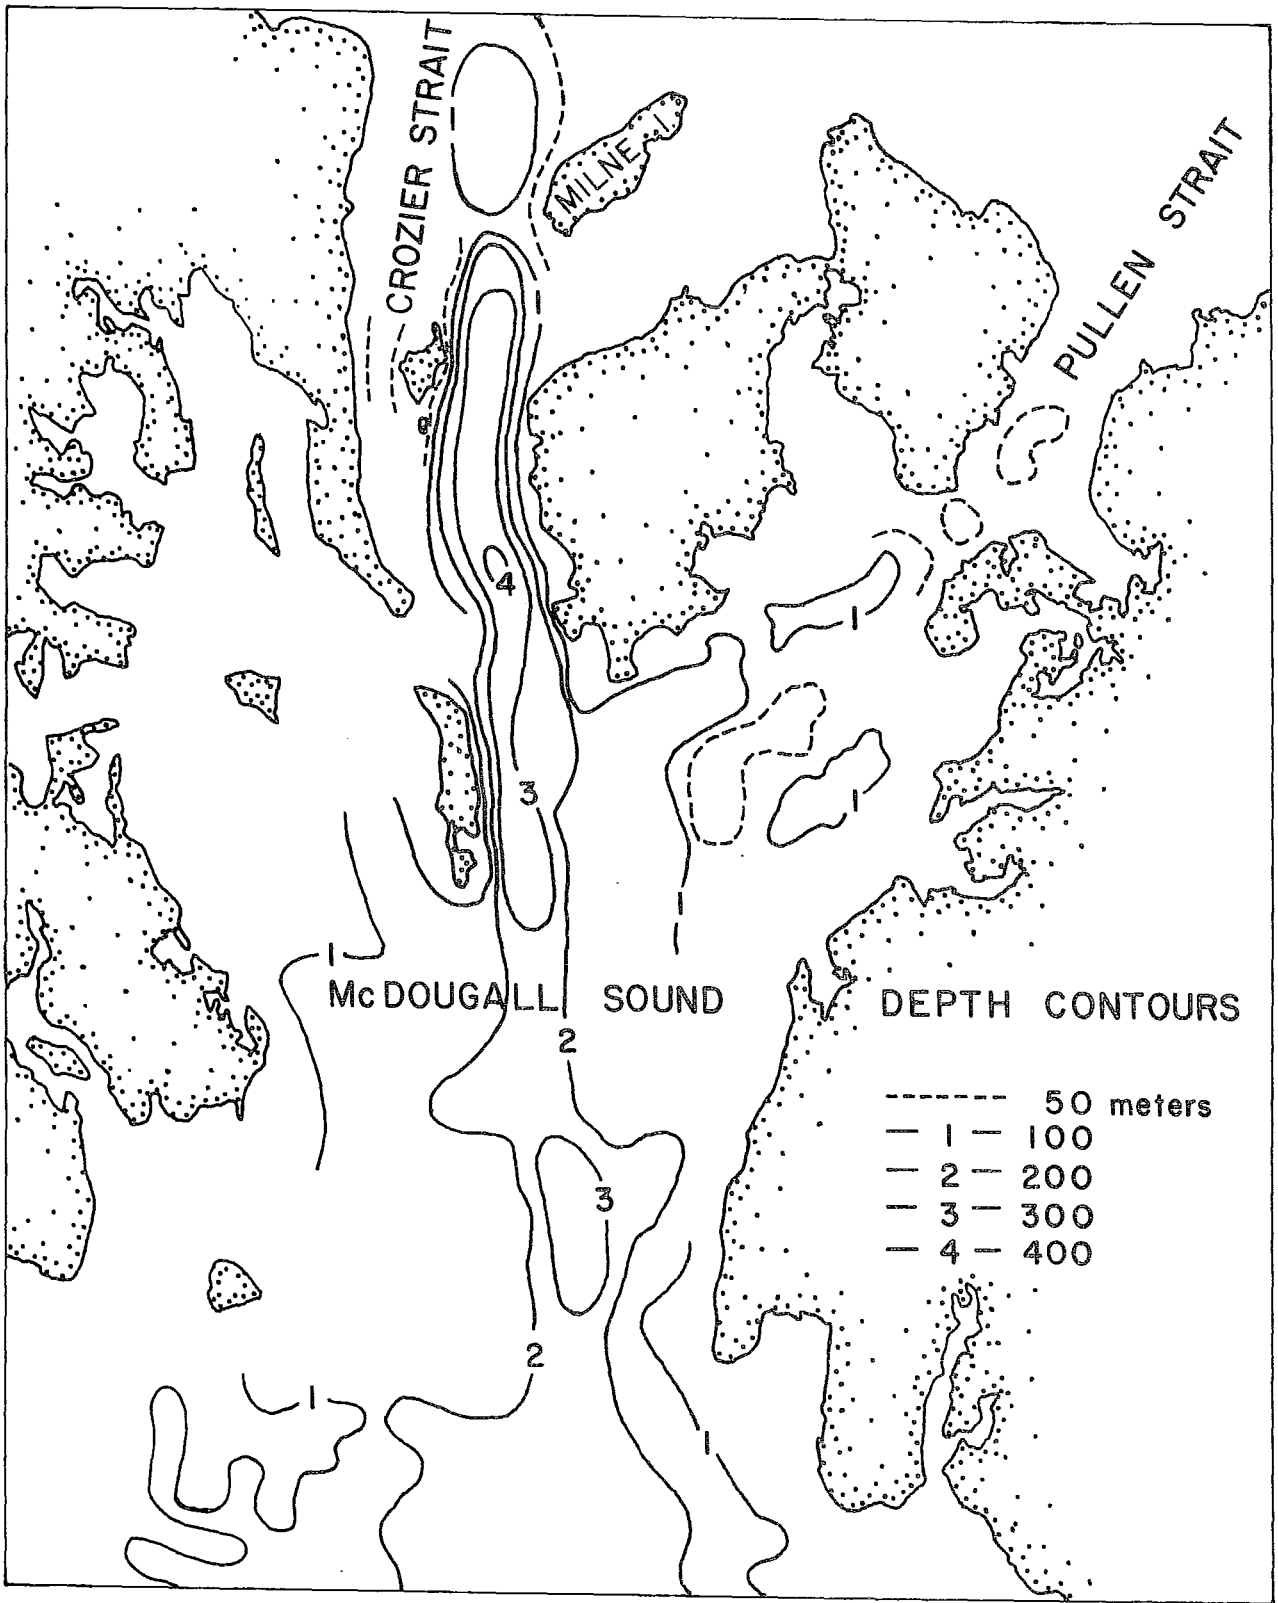 CROZIER STRAIT
MILNE I.
PULLEN STRAIT
4
1
3
1
1
1
McDOUGALL SOUND
2
3
2
1
1
DEPTH CONTOURS
------ 50 meters
— 1 — 100
— 2 — 200
— 3 — 300
— 4 — 400